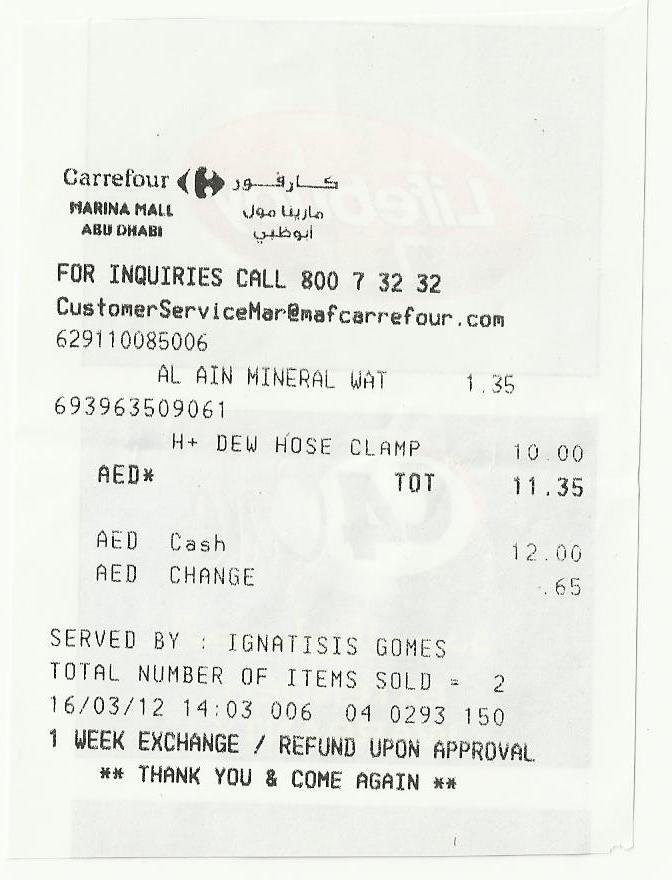 Carrefour كارفور
MARINA MALL مارينا مول
ABU DHABI أبوظبي
FOR INQUIRIES CALL 800 7 32 32
CustomerServiceMar@mafcarrefour.com
629110085006
AL AIN MINERAL WAT 1.35
693963509061
H+ DEW HOSE CLAMP 10.00
AED* TOT 11.35
AED Cash 12.00
AED CHANGE .65
SERVED BY : IGNATISIS GOMES
TOTAL NUMBER OF ITEMS SOLD = 2
16/03/12 14:03 006 04 0293 150
1 WEEK EXCHANGE / REFUND UPON APPROVAL
** THANK YOU & COME AGAIN **